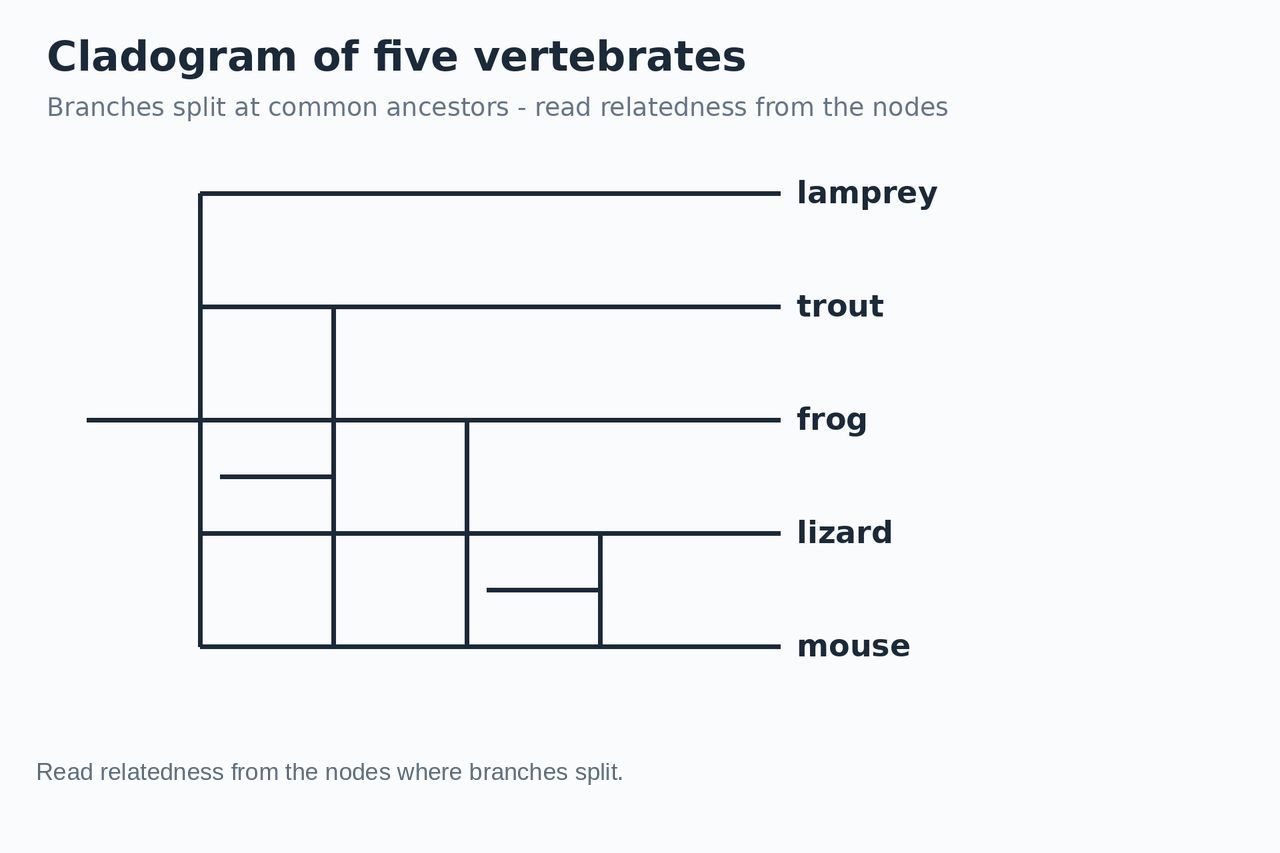 Cladogram of five vertebrates
Branches split at common ancestors - read relatedness from the nodes
lamprey
trout
frog
lizard
mouse
Read relatedness from the nodes where branches split.